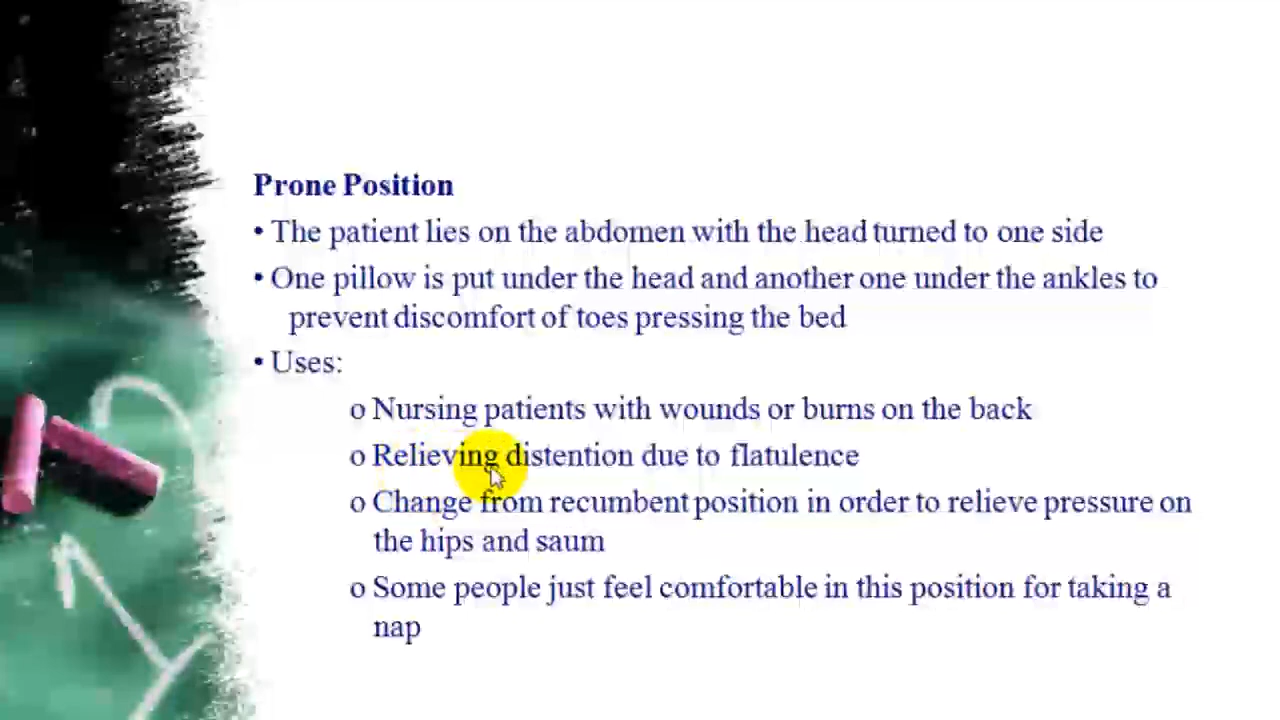 Prone Position
• The patient lies on the abdomen with the head turned to one side
• One pillow is put under the head and another one under the ankles to
prevent discomfort of toes pressing the bed
• Uses:
o Nursing patients with wounds or burns on the back
o Relieving distention due to flatulence
o Change from recumbent position in order to relieve pressure on
the hips and saum
o Some people just feel comfortable in this position for taking a
nap